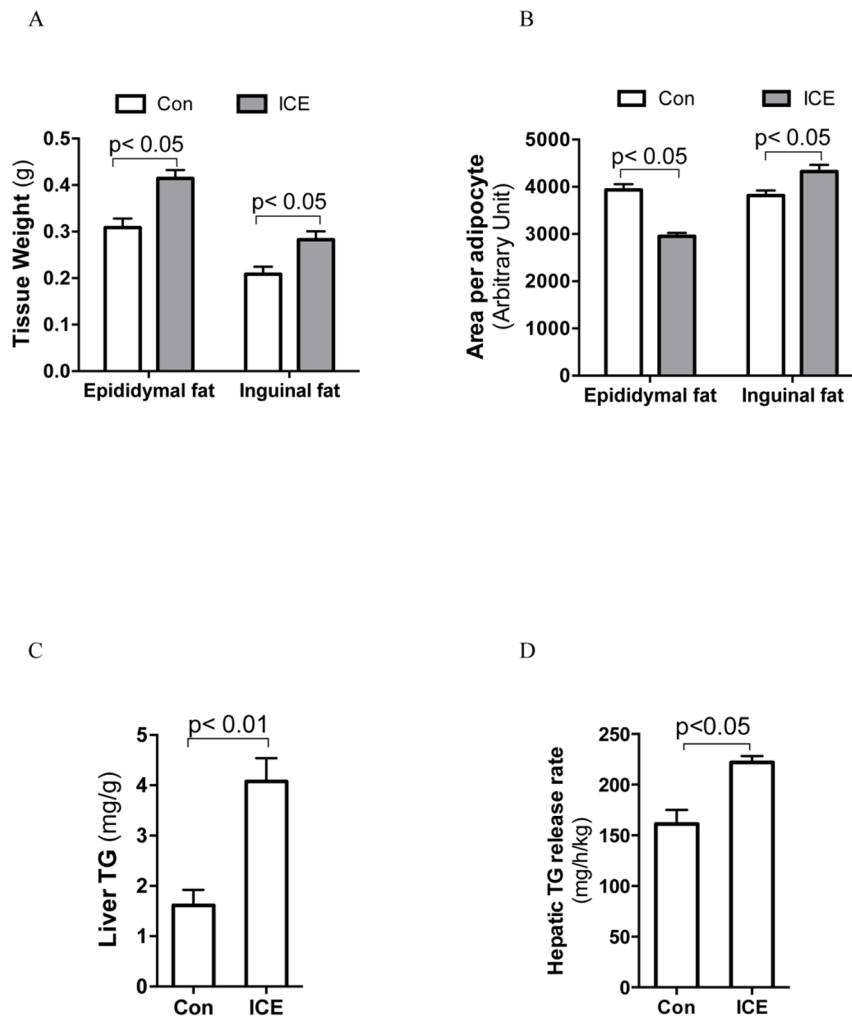 A
Con ICE
Tissue Weight (g)
0.5
0.4
0.3
0.2
0.1
0.0
p< 0.05
p< 0.05
Epididymal fat Inguinal fat
B
Con ICE
Area per adipocyte
(Arbitrary Unit)
5000
4000
3000
2000
1000
0
p< 0.05
p< 0.05
Epididymal fat Inguinal fat
C
Liver TG (mg/g)
5
4
3
2
1
0
p< 0.01
Con ICE
D
Hepatic TG release rate
(mg/h/kg)
250
200
150
100
50
0
p<0.05
Con ICE